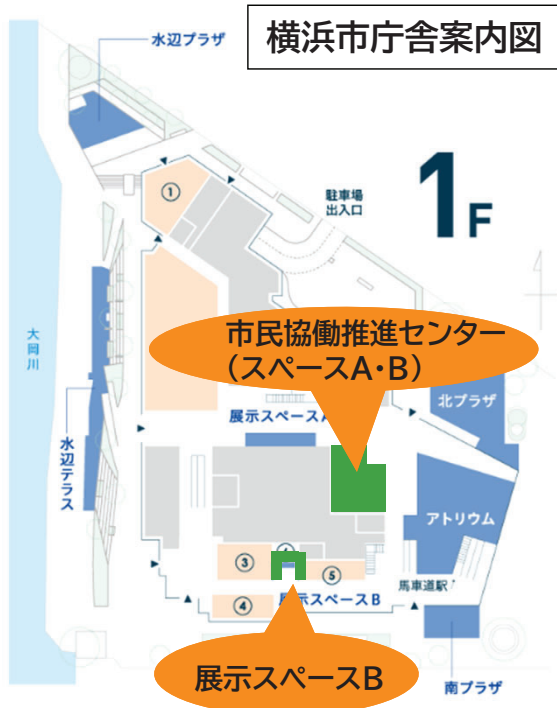 横浜市庁舎案内図
水辺プラザ
1F
①
駐車場
出入口
大岡川
市民協働推進センター
(スペースA・B)
北プラザ
展示スペースA
水辺テラス
アトリウム
③
⑤
馬車道駅
④
展示スペースB
展示スペースB
南プラザ